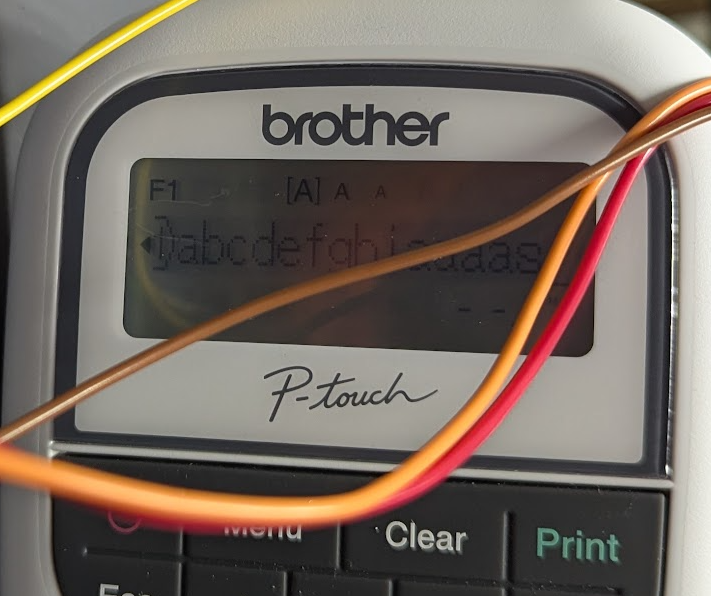 brother
F1 [A] A A
abcdefghi
P-touch
Menu Clear Print